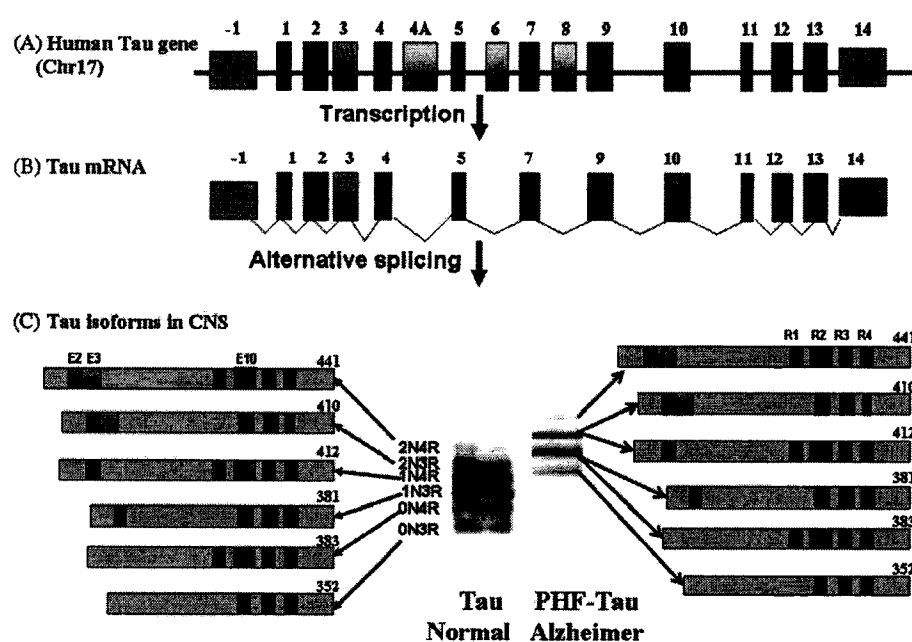 -1 1 2 3 4 4A 5 6 7 8 9 10 11 12 13 14
(A) Human Tau gene
(Chr17)
Transcription
-1 1 2 3 4 5 7 9 10 11 12 13 14
(B) Tau mRNA
Alternative splicing
(C) Tau isoforms in CNS
E2 E3 E10 441
410
412
381
383
352
2N4R
2N3R
1N4R
1N3R
0N4R
0N3R
R1 R2 R3 R4 441
410
412
381
383
352
Tau PHF-Tau
Normal Alzheimer